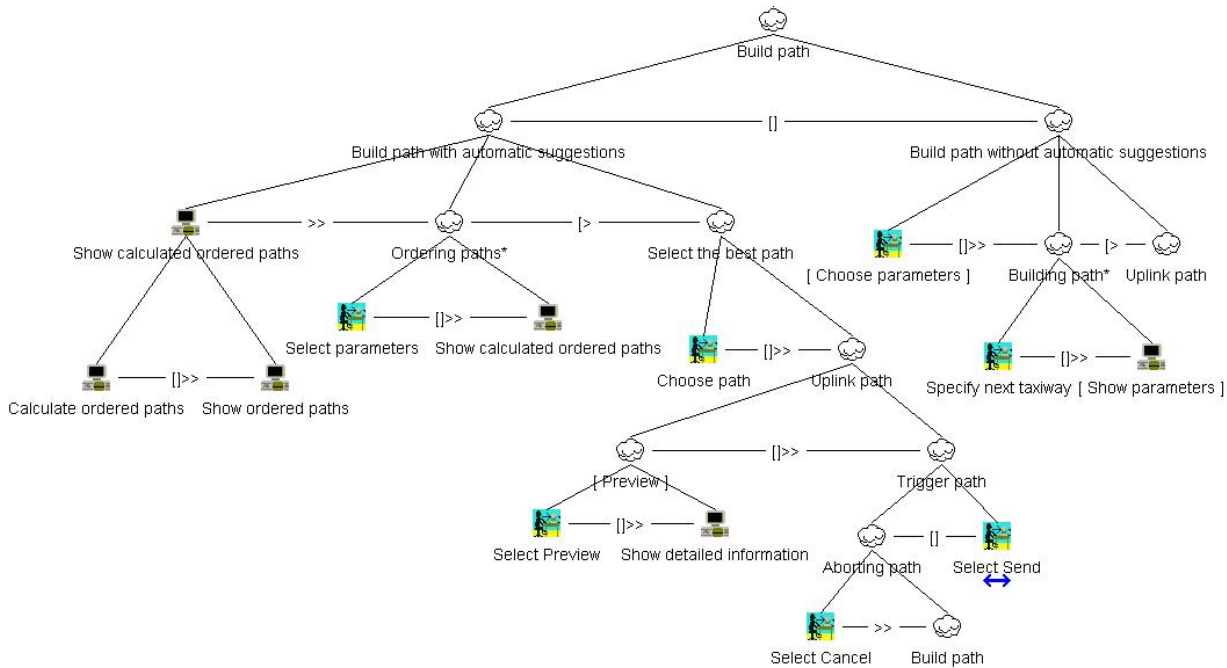 Build path
[]
Build path with automatic suggestions
Build path without automatic suggestions
>>
[>
[]>>
[>
Show calculated ordered paths
Ordering paths*
Select the best path
[ Choose parameters ]
Building path*
Uplink path
[]>>
Select parameters
Show calculated ordered paths
[]>>
[]>>
Choose path
Uplink path
Specify next taxiway
[ Show parameters ]
[]>>
Calculate ordered paths
Show ordered paths
[]>>
[ Preview ]
Trigger path
[]>>
[]
Select Preview
Show detailed information
Aborting path
Select Send
>>
Select Cancel
Build path